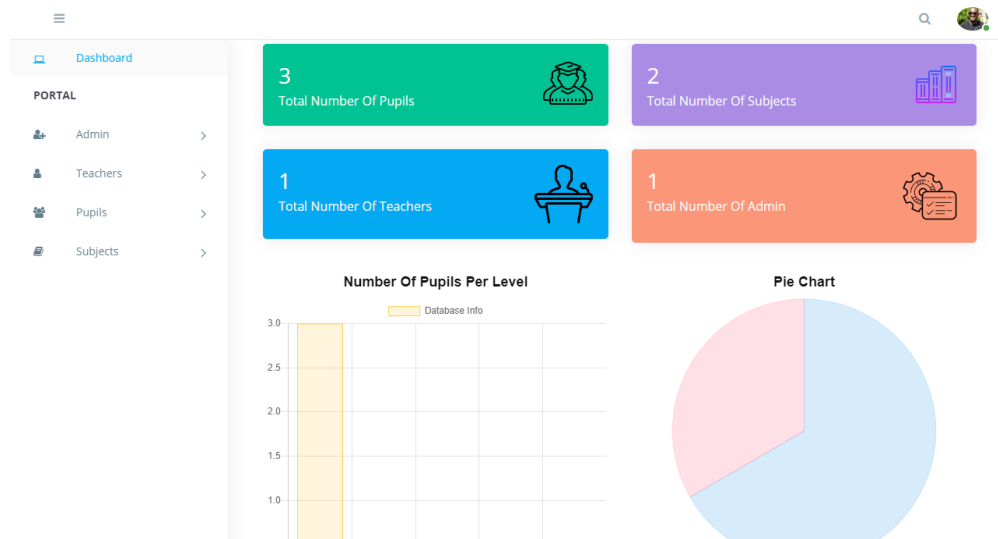 Dashboard
PORTAL
Admin
Teachers
Pupils
Subjects
3
Total Number Of Pupils
2
Total Number Of Subjects
1
Total Number Of Teachers
1
Total Number Of Admin
Number Of Pupils Per Level
Database Info
3.0
2.5
2.0
1.5
1.0
Pie Chart